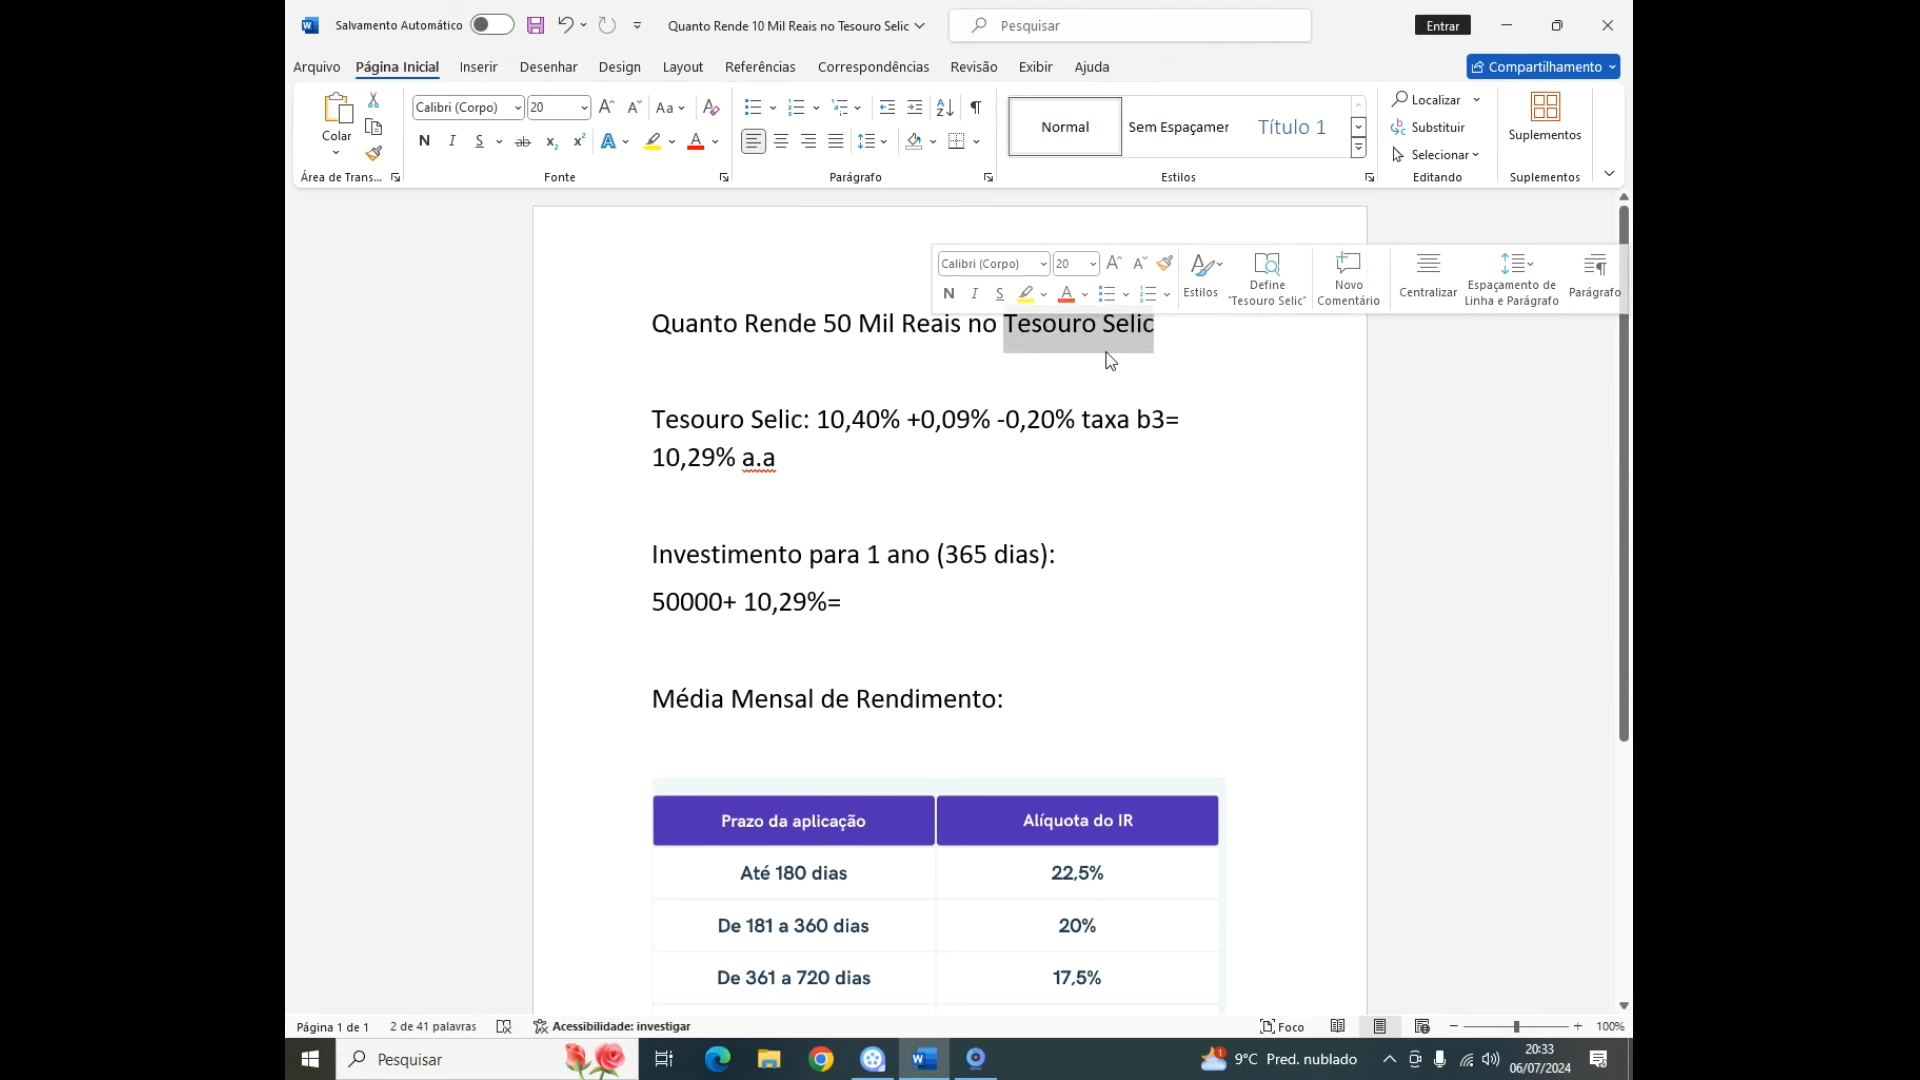 Salvamento Automático
Quanto Rende 10 Mil Reais no Tesouro Selic
Pesquisar
Entrar
Arquivo Página Inicial Inserir Desenhar Design Layout Referências Correspondências Revisão Exibir Ajuda
Compartilhamento
Colar
Calibri (Corpo) 20
Aa
N I S ab x₂ x² A A
Normal
Sem Espaçamer
Título 1
Localizar
Substituir
Selecionar
Suplementos
Área de Trans... Fonte Parágrafo Estilos Editando Suplementos
Calibri (Corpo) 20
N I S A
Estilos
Define
"Tesouro Selic"
Novo
Comentário
Centralizar
Espaçamento de
Linha e Parágrafo
Parágrafo
Quanto Rende 50 Mil Reais no Tesouro Selic
Tesouro Selic: 10,40% +0,09% -0,20% taxa b3=
10,29% a.a
Investimento para 1 ano (365 dias):
50000+ 10,29%=
Média Mensal de Rendimento:
Prazo da aplicação Alíquota do IR
Até 180 dias 22,5%
De 181 a 360 dias 20%
De 361 a 720 dias 17,5%
Página 1 de 1 2 de 41 palavras Acessibilidade: investigar Foco 100%
Pesquisar
9°C Pred. nublado
20:33
06/07/2024